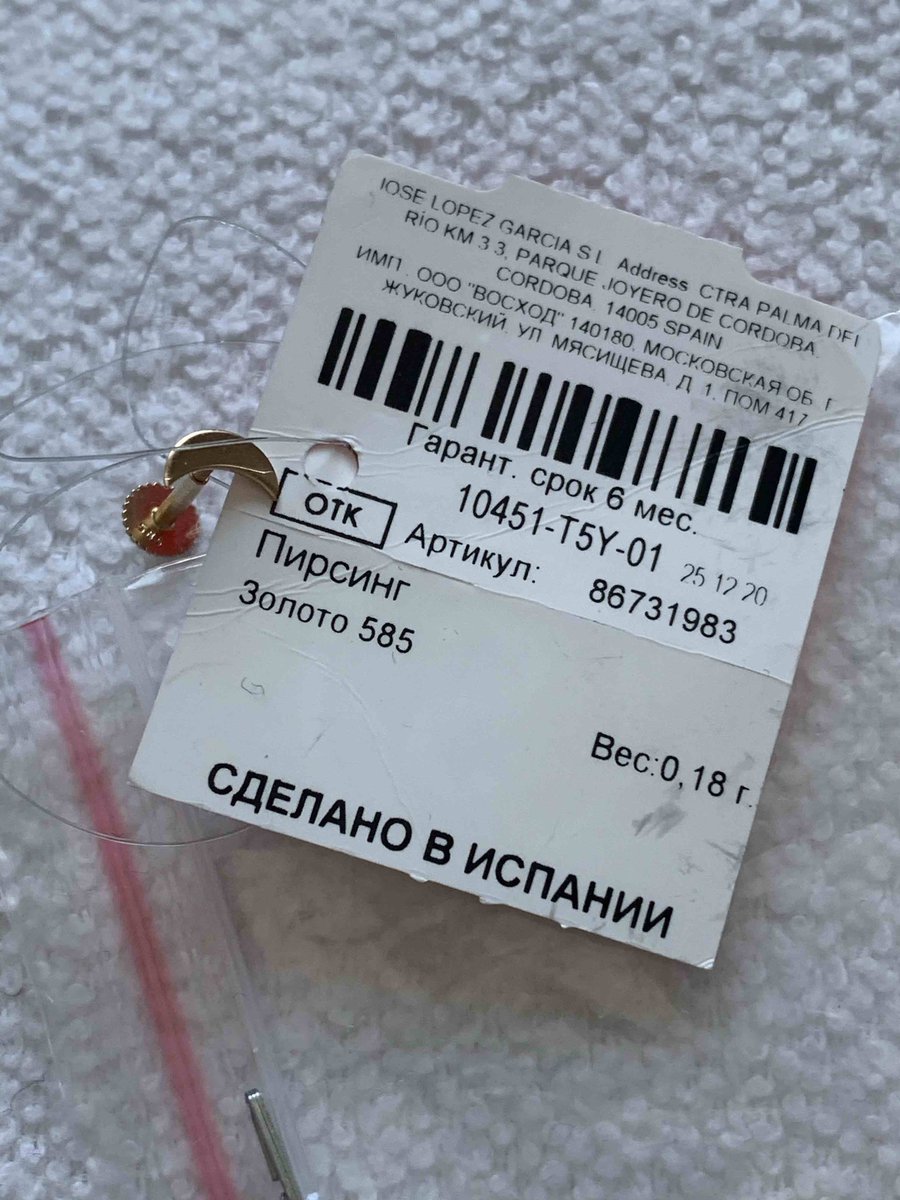 JOSE LOPEZ GARCIA S L Address CTRA PALMA DEL
RÍO KM 3 3, PARQUE JOYERO DE CORDOBA,
CORDOBA, 14005 SPAIN
ИМП . ООО "ВОСХОД" 140180, МОСКОВСКАЯ ОБ. Г
ЖУКОВСКИЙ, УЛ МЯСИЩЕВА, Д. 1, ПОМ 417
Гарант. срок 6 мес.
10451-T5Y-01 25 12 20
ОТК Артикул: 86731983
Пирсинг
Золото 585
Вес:0,18 г.
СДЕЛАНО В ИСПАНИИ